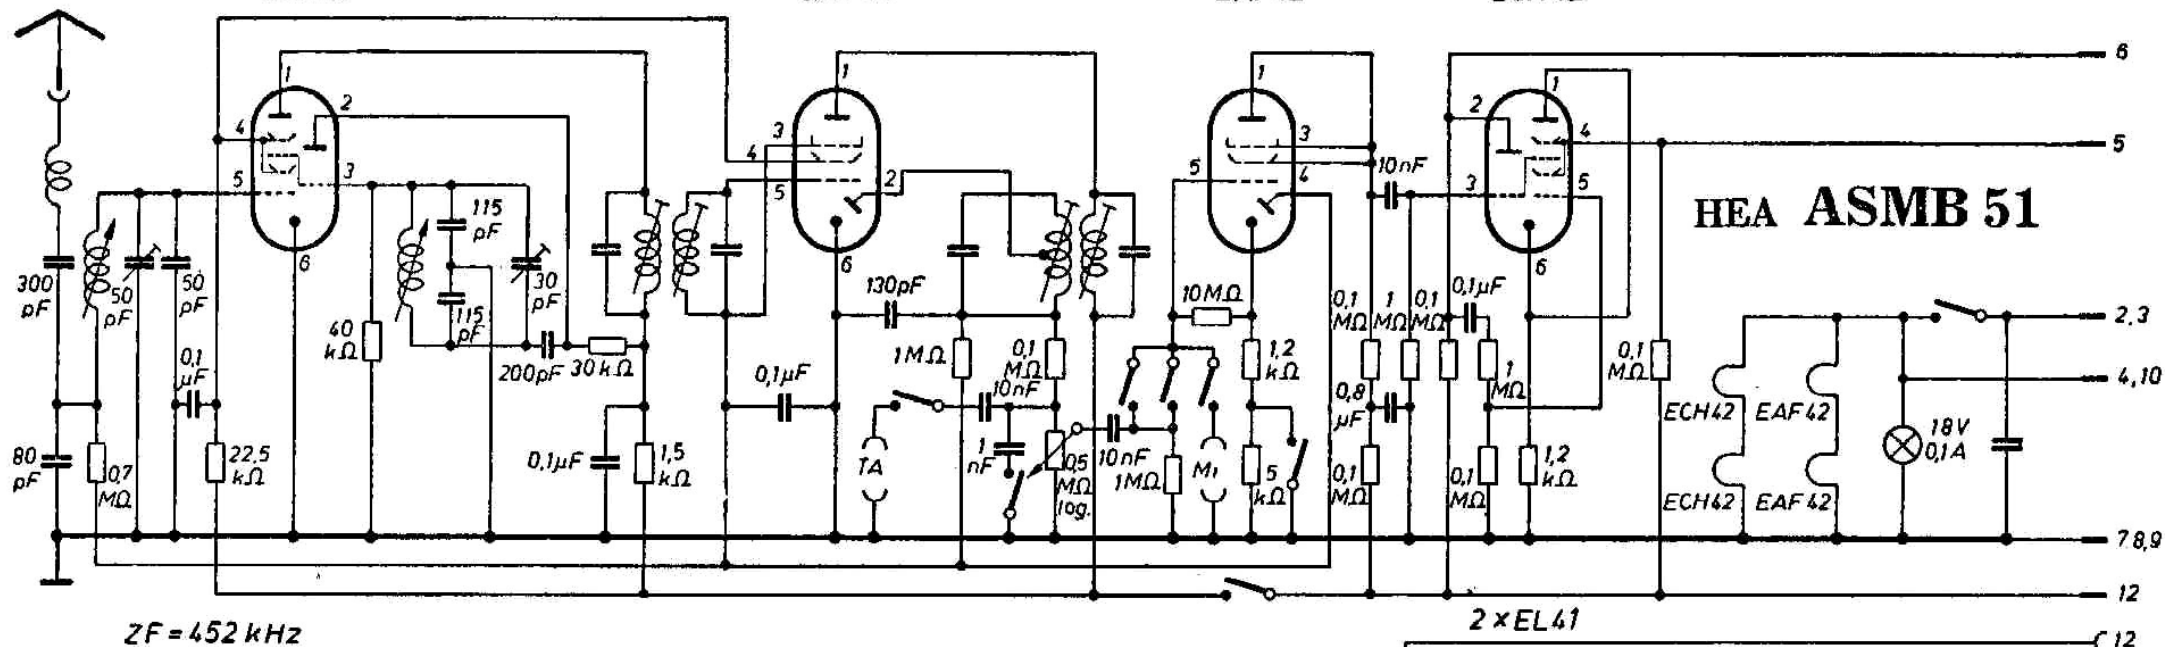 1
2
3
4
5
6
1
2
3
4
5
6
1
3
4
5
1
2
3
4
5
6
6
5
HEA ASMB 51
300
pF
50
pF
50
pF
0,1
µF
80
pF
0,7
MΩ
22,5
kΩ
115
pF
115
pF
30
pF
40
kΩ
200pF
30kΩ
0,1µF
1,5
kΩ
0,1µF
130pF
1MΩ
0,1
MΩ
10nF
1
nF
TA
0,5
MΩ
log.
10nF
10MΩ
1MΩ
Mi
1,2
kΩ
5
kΩ
10nF
0,1
MΩ
1
MΩ
0,1
MΩ
0,8
µF
0,1
MΩ
0,1µF
1
MΩ
0,1
MΩ
1,2
kΩ
0,1
MΩ
ECH42
EAF42
ECH42
EAF42
18V
0,1A
2,3
4,10
7,8,9
12
ZF = 452 kHz
2 x EL41
12